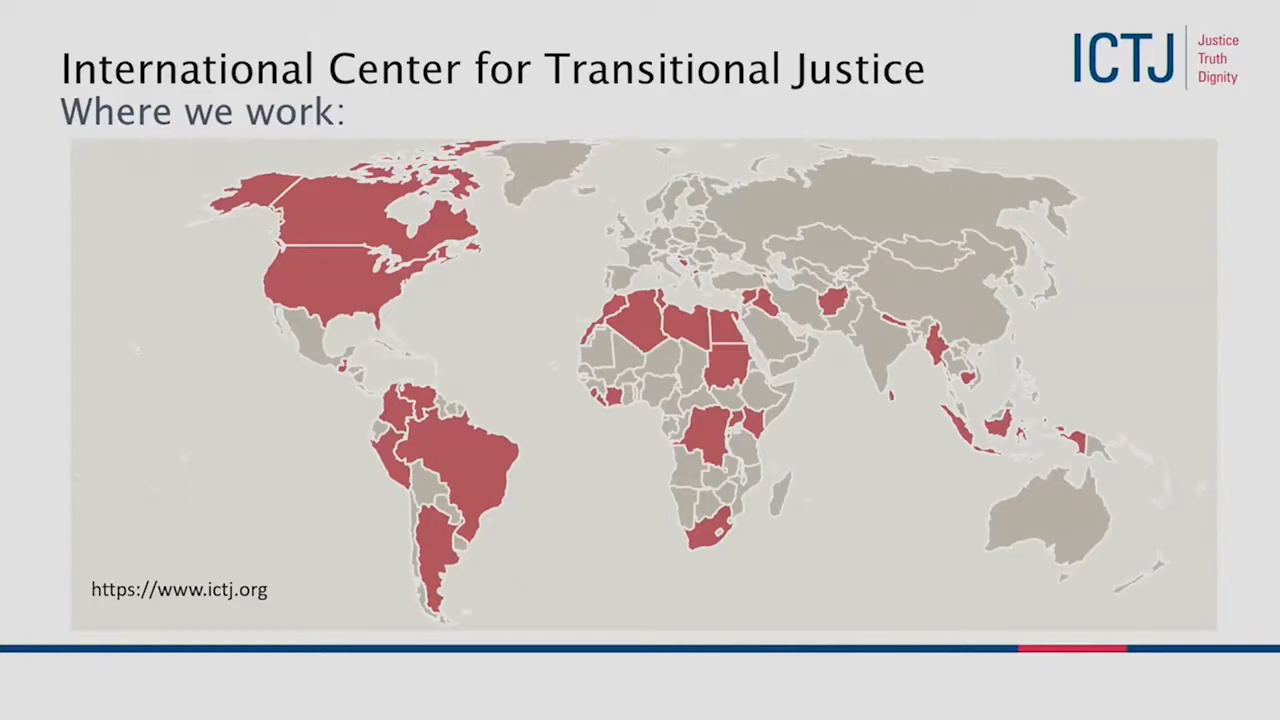 International Center for Transitional Justice
Where we work:
ICTJ
Justice
Truth
Dignity
https://www.ictj.org